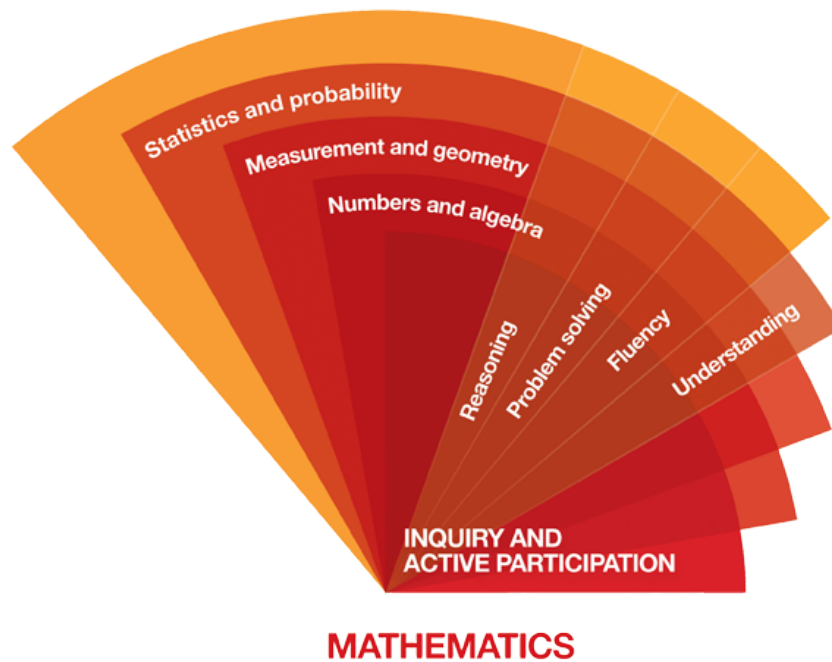 Statistics and probability
Measurement and geometry
Numbers and algebra
Reasoning
Problem solving
Fluency
Understanding
INQUIRY AND
ACTIVE PARTICIPATION
MATHEMATICS